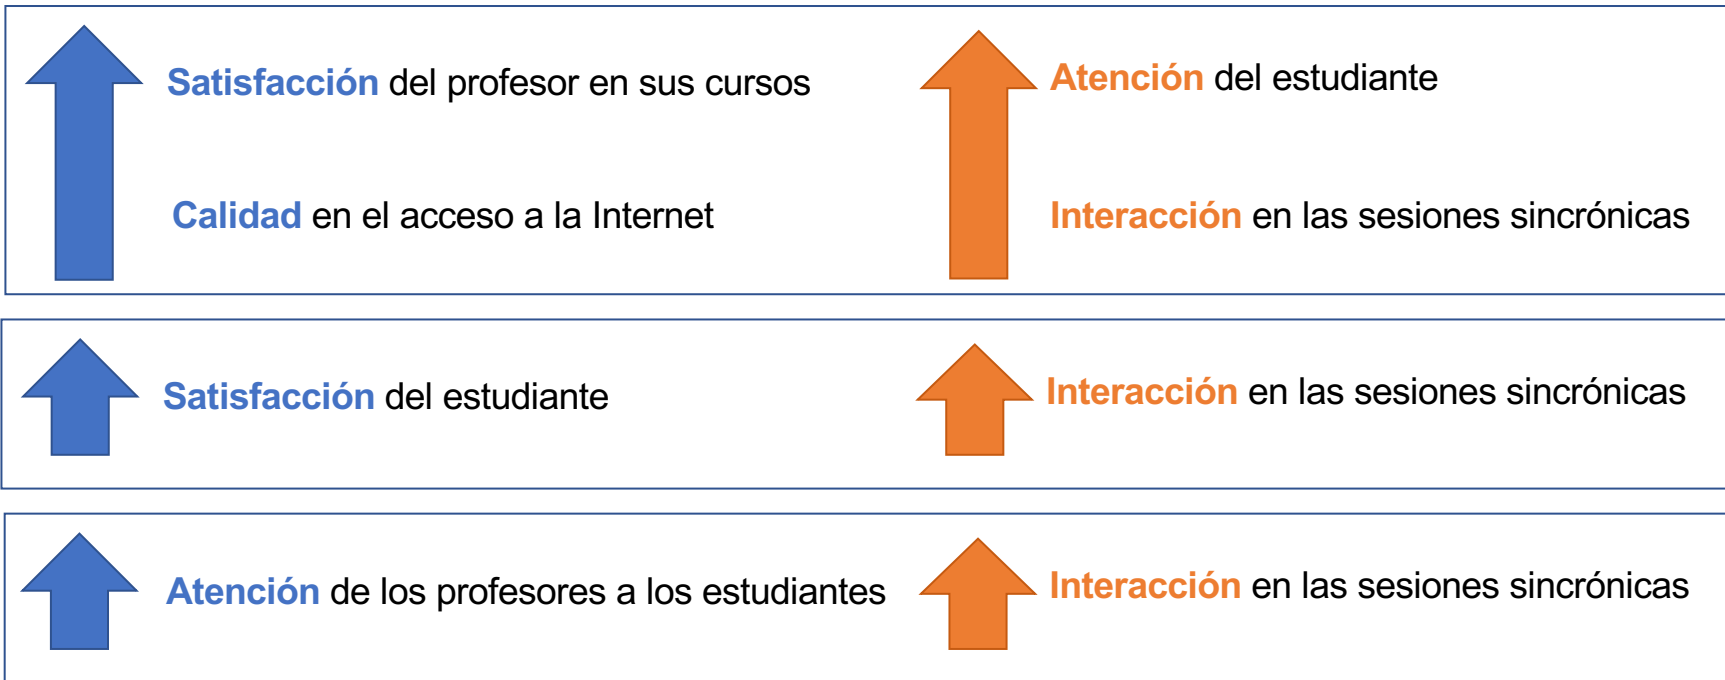 Satisfacción del profesor en sus cursos
Atención del estudiante
Calidad en el acceso a la Internet
Interacción en las sesiones sincrónicas
Satisfacción del estudiante
Interacción en las sesiones sincrónicas
Atención de los profesores a los estudiantes
Interacción en las sesiones sincrónicas